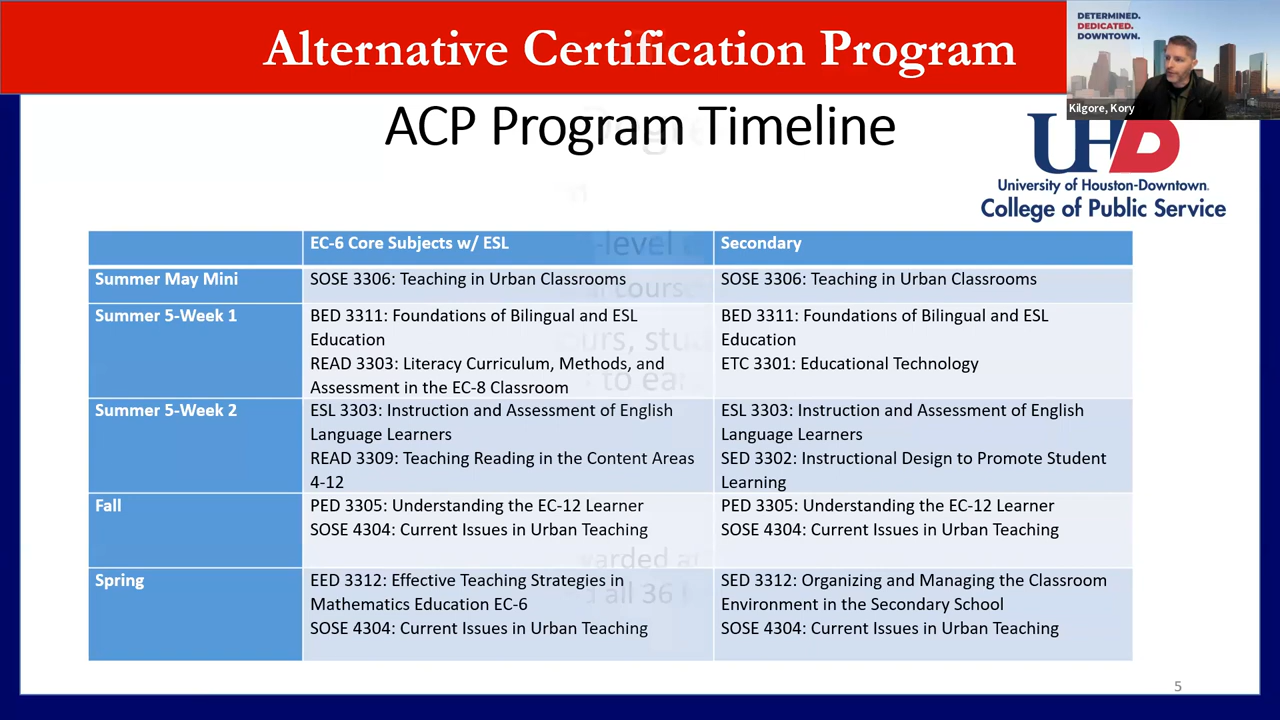 Alternative Certification Program
DETERMINED.
DEDICATED.
DOWNTOWN.
Kilgore, Kory
ACP Program Timeline
UHD
University of Houston-Downtown
College of Public Service
EC-6 Core Subjects w/ ESL
Secondary
Summer May Mini
SOSE 3306: Teaching in Urban Classrooms
SOSE 3306: Teaching in Urban Classrooms
Summer 5-Week 1
BED 3311: Foundations of Bilingual and ESL
Education
READ 3303: Literacy Curriculum, Methods, and
Assessment in the EC-8 Classroom
BED 3311: Foundations of Bilingual and ESL
Education
ETC 3301: Educational Technology
Summer 5-Week 2
ESL 3303: Instruction and Assessment of English
Language Learners
READ 3309: Teaching Reading in the Content Areas
4-12
ESL 3303: Instruction and Assessment of English
Language Learners
SED 3302: Instructional Design to Promote Student
Learning
Fall
PED 3305: Understanding the EC-12 Learner
SOSE 4304: Current Issues in Urban Teaching
PED 3305: Understanding the EC-12 Learner
SOSE 4304: Current Issues in Urban Teaching
Spring
EED 3312: Effective Teaching Strategies in
Mathematics Education EC-6
SOSE 4304: Current Issues in Urban Teaching
SED 3312: Organizing and Managing the Classroom
Environment in the Secondary School
SOSE 4304: Current Issues in Urban Teaching
5